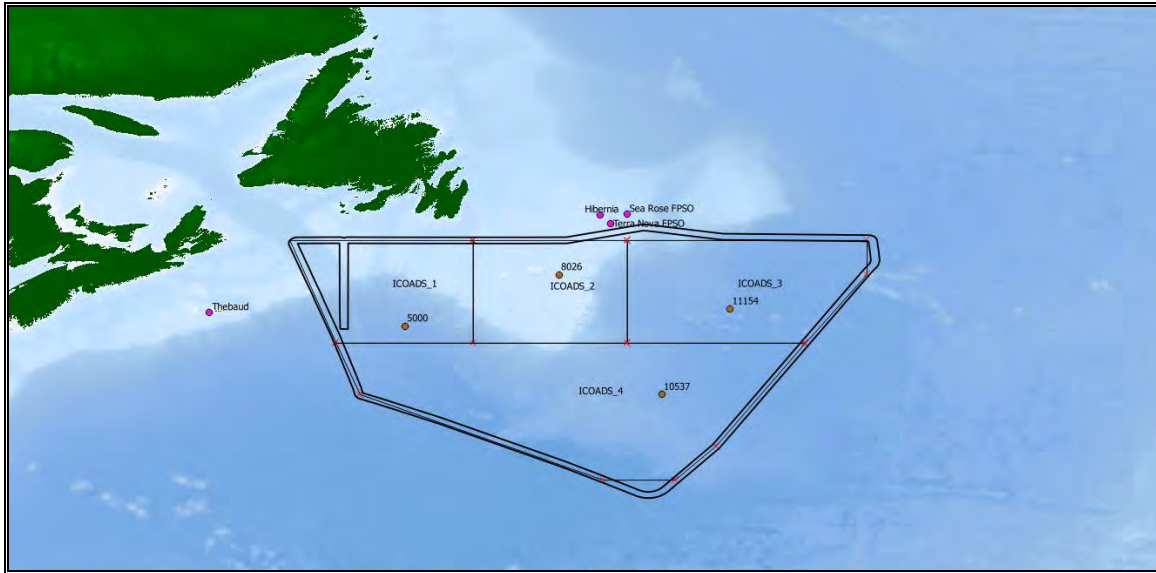 Hibernia
Sea Rose FPSO
Terra Nova FPSO
8026
ICOADS_1
ICOADS_2
ICOADS_3
11154
Thebaud
5000
ICOADS_4
10537